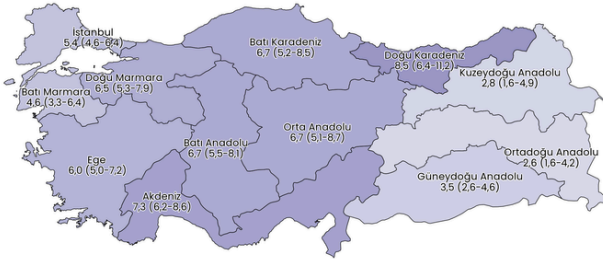 İstanbul
5,4 (4,6-6,4)
Batı Karadeniz
6,7 (5,2-8,5)
Doğu Karadeniz
8,5 (6,4-11,2)
Kuzeydoğu Anadolu
2,8 (1,6-4,9)
Doğu Marmara
6,5 (5,3-7,9)
Batı Marmara
4,6 (3,3-6,4)
Orta Anadolu
6,7 (5,1-8,7)
Batı Anadolu
6,7 (5,5-8,1)
Ortadoğu Anadolu
2,6 (1,6-4,2)
Ege
6,0 (5,0-7,2)
Güneydoğu Anadolu
3,5 (2,6-4,6)
Akdeniz
7,3 (6,2-8,6)